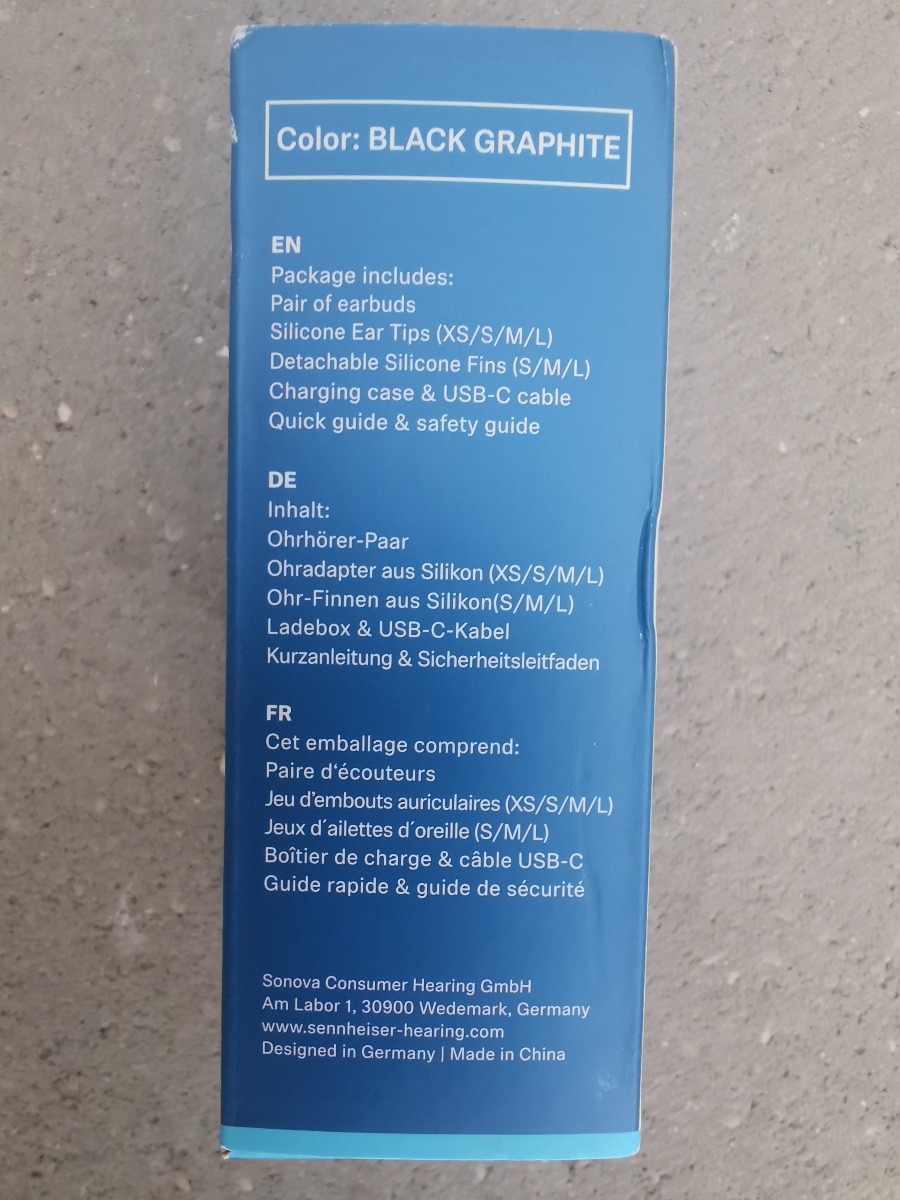 Color: BLACK GRAPHITE
EN
Package includes:
Pair of earbuds
Silicone Ear Tips (XS/S/M/L)
Detachable Silicone Fins (S/M/L)
Charging case & USB-C cable
Quick guide & safety guide
DE
Inhalt:
Ohrhörer-Paar
Ohradapter aus Silikon (XS/S/M/L)
Ohr-Finnen aus Silikon(S/M/L)
Ladebox & USB-C-Kabel
Kurzanleitung & Sicherheitsleitfaden
FR
Cet emballage comprend:
Paire d‘écouteurs
Jeu d’embouts auriculaires (XS/S/M/L)
Jeux d´ailettes d´oreille (S/M/L)
Boîtier de charge & câble USB-C
Guide rapide & guide de sécurité
Sonova Consumer Hearing GmbH
Am Labor 1, 30900 Wedemark, Germany
www.sennheiser-hearing.com
Designed in Germany | Made in China